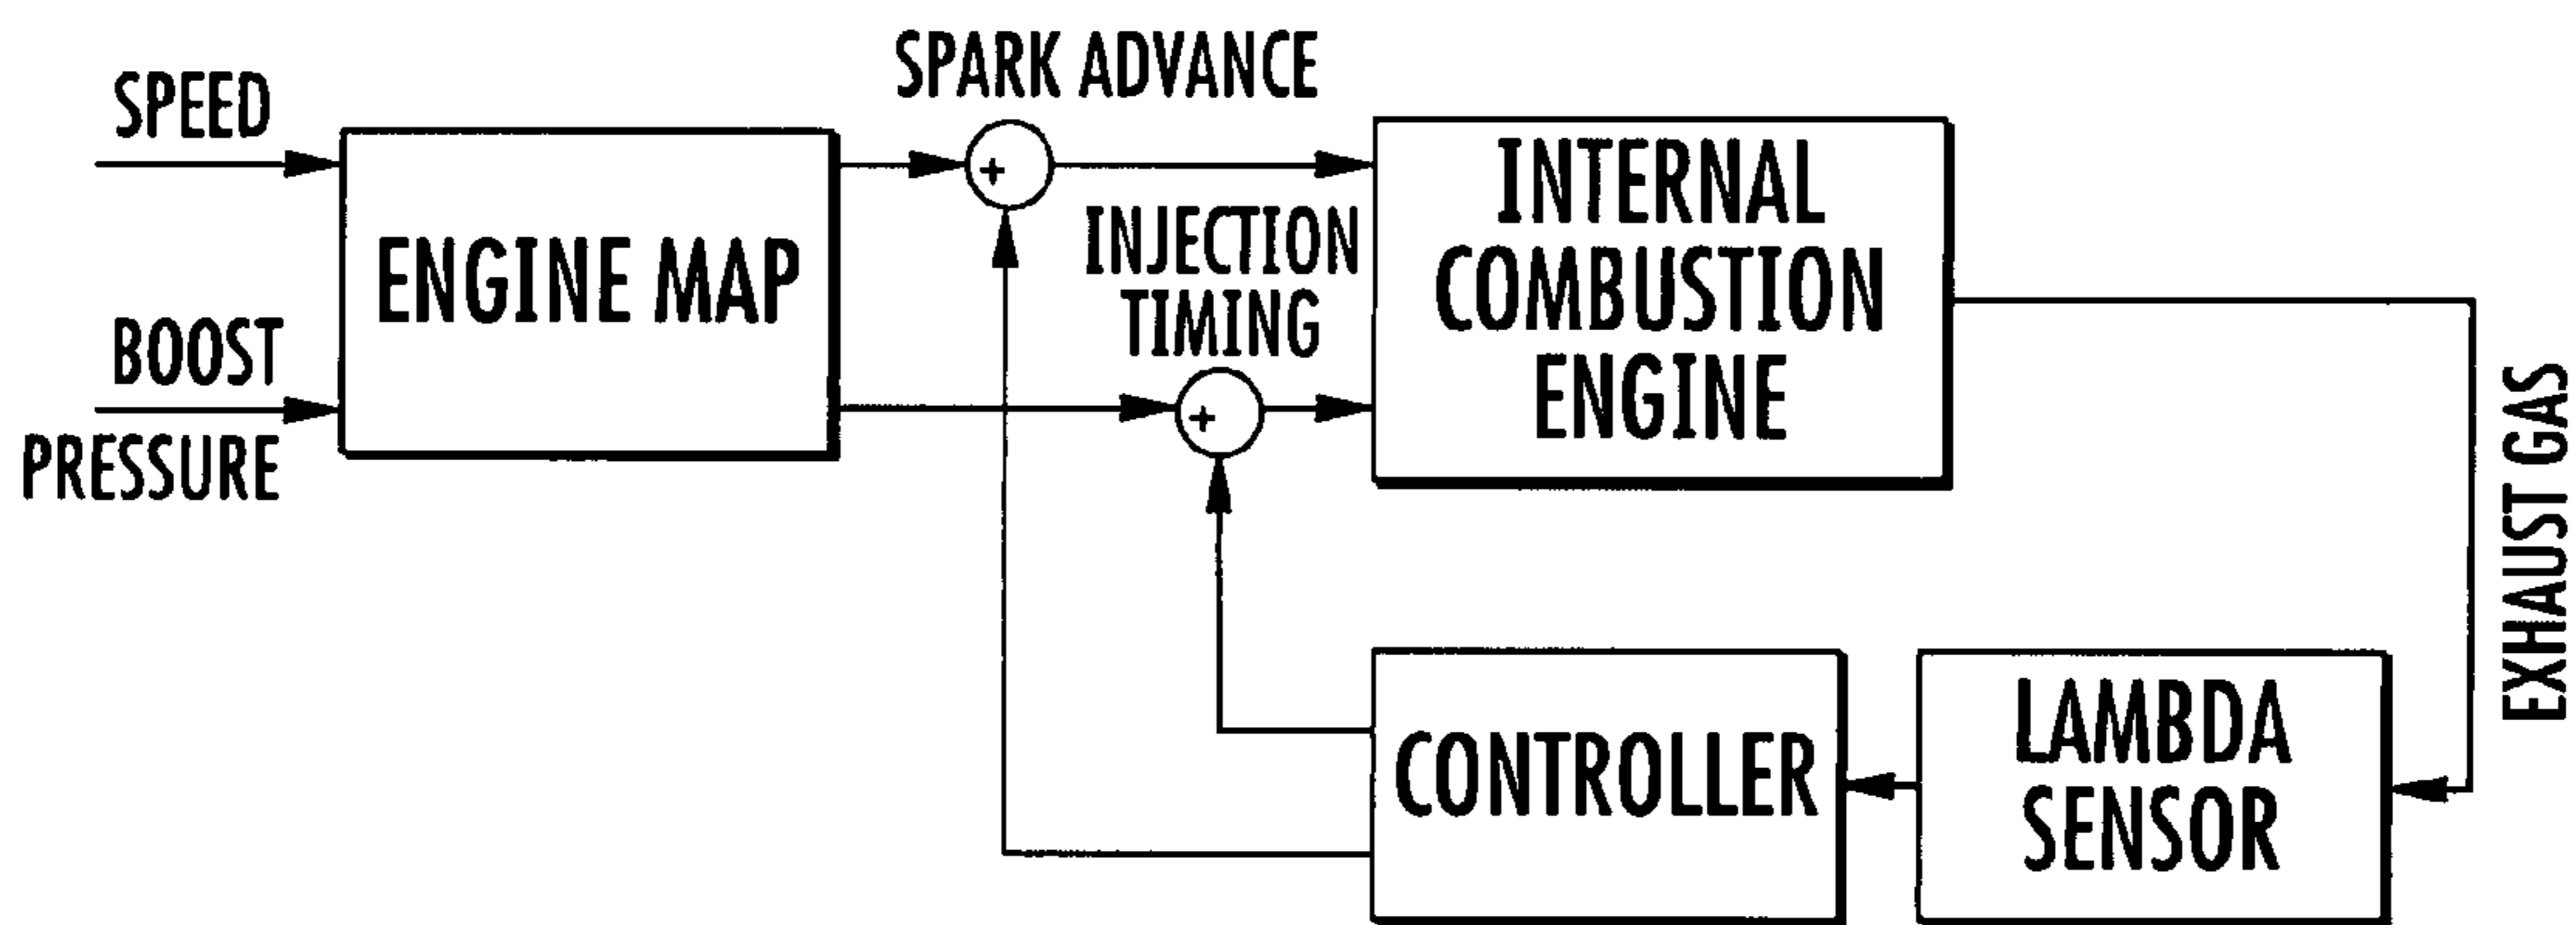 SPEED
BOOST
PRESSURE
ENGINE MAP
SPARK ADVANCE
+
INJECTION
TIMING
+
INTERNAL
COMBUSTION
ENGINE
EXHAUST GAS
CONTROLLER
LAMBDA
SENSOR